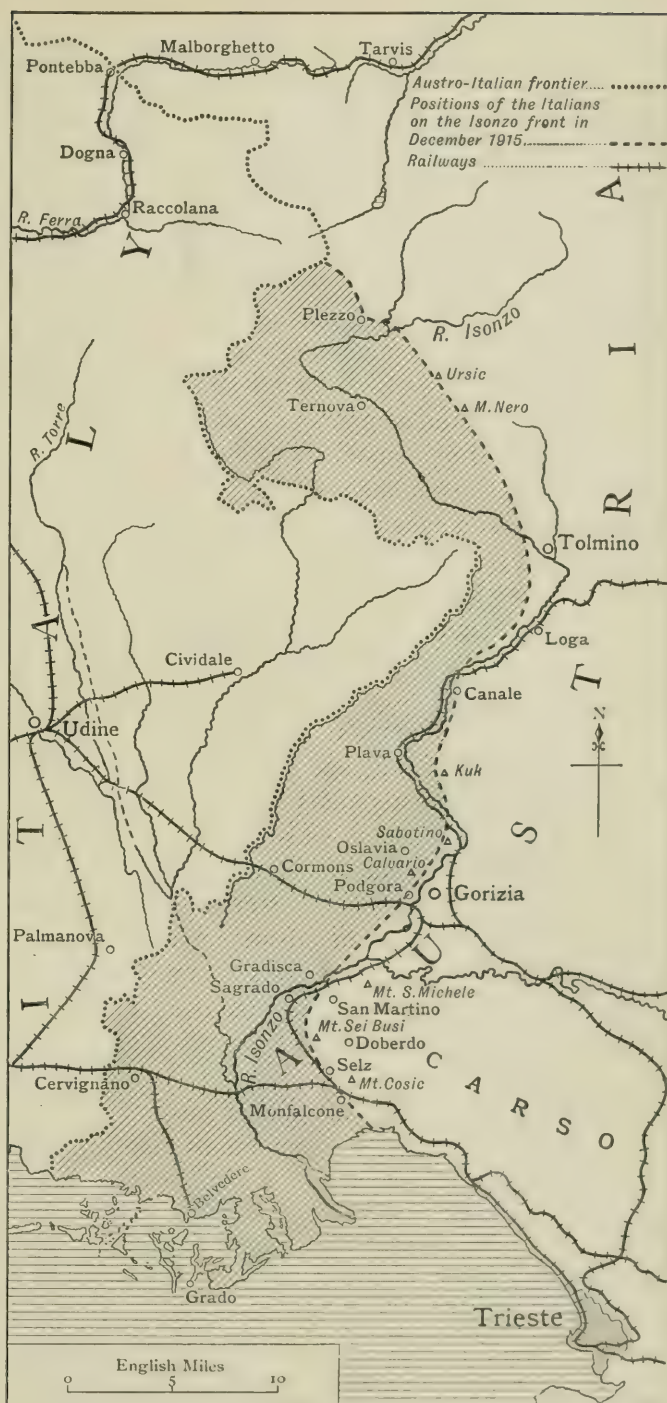 Malborghetto
Tarvis
Pontebba
Austro-Italian frontier.....
Positions of the Italians
on the Isonzo front in
December 1915
Railways
Dogna
Raccolana
R. Ferra
ITALY
AUSTRIA
Plezzo
R. Isonzo
Ursic
M. Nero
Ternova
R. Torre
Tolmino
Loga
Cividale
Canale
Udine
N
Plava
Kuk
Sabotino
Oslavia
Calvario
Cormons
Podgora
Gorizia
Palmanova
Gradisca
Sagrado
Mt. S. Michele
San Martino
R. Isonzo
Mt. Sei Busi
Doberdo
CARSO
Selz
Mt. Cosic
Cervignano
Monfalcone
Belvedere
Grado
Trieste
English Miles
0 5 10